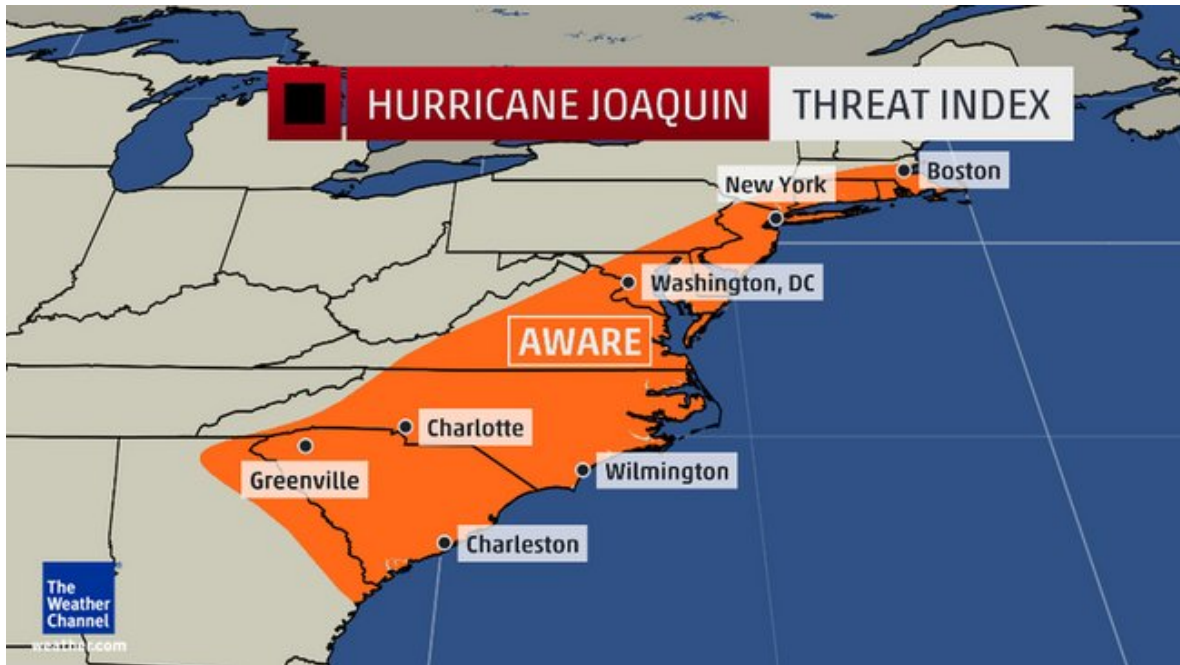 HURRICANE JOAQUIN THREAT INDEX
Boston
New York
Washington, DC
AWARE
Charlotte
Greenville
Wilmington
Charleston
The
Weather
Channel
weather.com